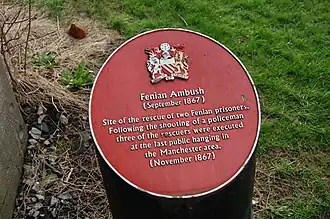 Fenian Ambush
(September 1867)
Site of the rescue of two Fenian prisoners.
Following the shouting of a policeman
three of the rescuers were executed
at the last public hanging in
the Manchester area.
(November 1867)